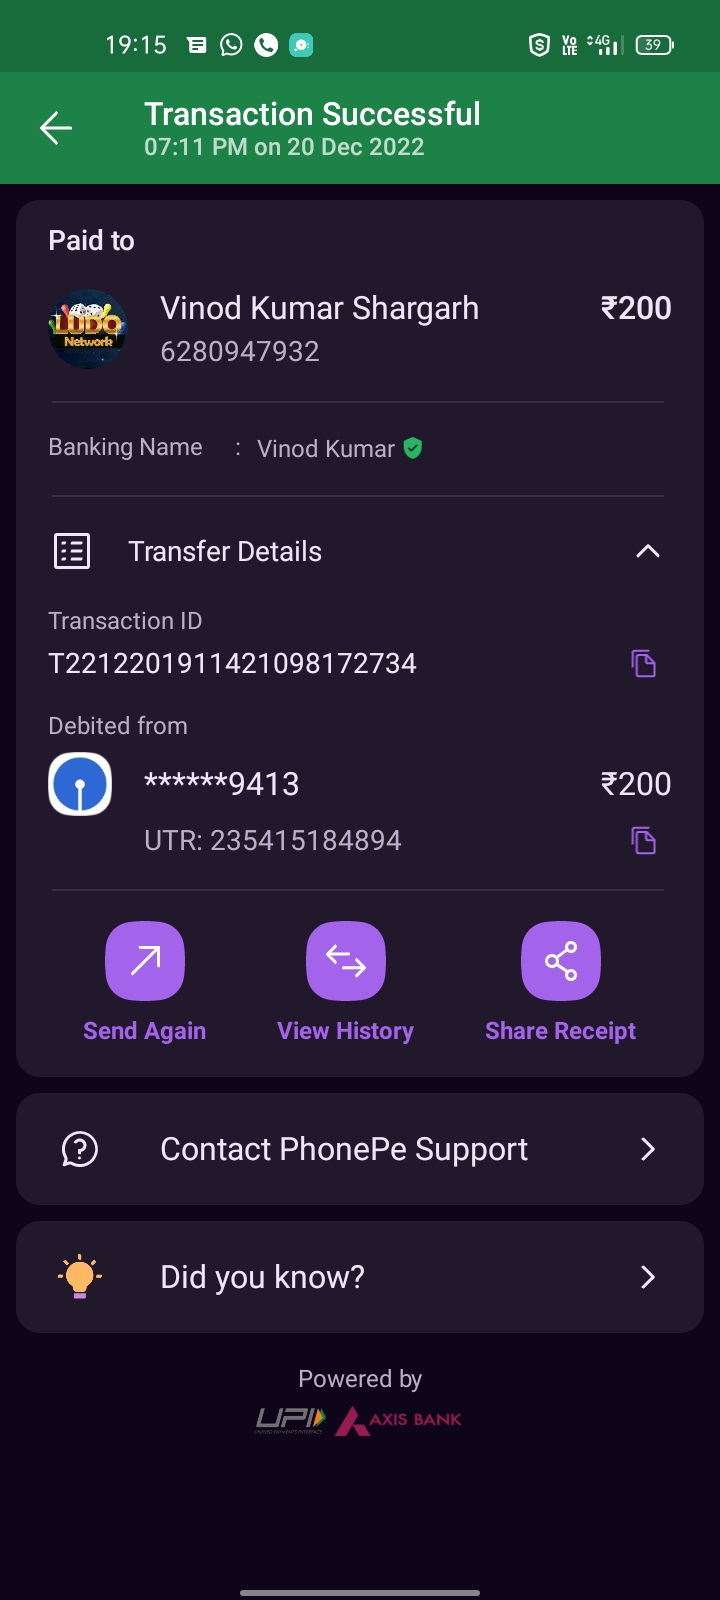 19:15
Vo LTE 4G 39
Transaction Successful
07:11 PM on 20 Dec 2022
Paid to
LUDO
Network
Vinod Kumar Shargarh
₹200
6280947932
Banking Name : Vinod Kumar
Transfer Details
Transaction ID
T2212201911421098172734
Debited from
******9413
₹200
UTR: 235415184894
Send Again
View History
Share Receipt
Contact PhonePe Support
Did you know?
Powered by
UPI AXIS BANK
UNIFIED PAYMENTS INTERFACE